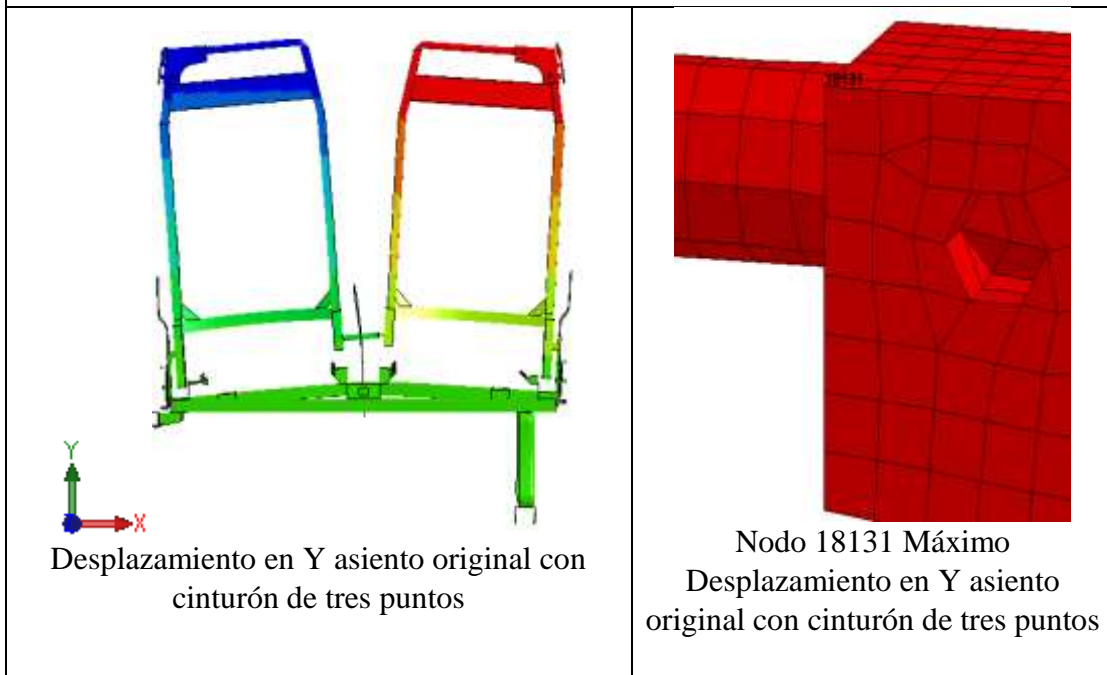 18131
Y
X
Desplazamiento en Y asiento original con
cinturón de tres puntos
Nodo 18131 Máximo
Desplazamiento en Y asiento
original con cinturón de tres puntos